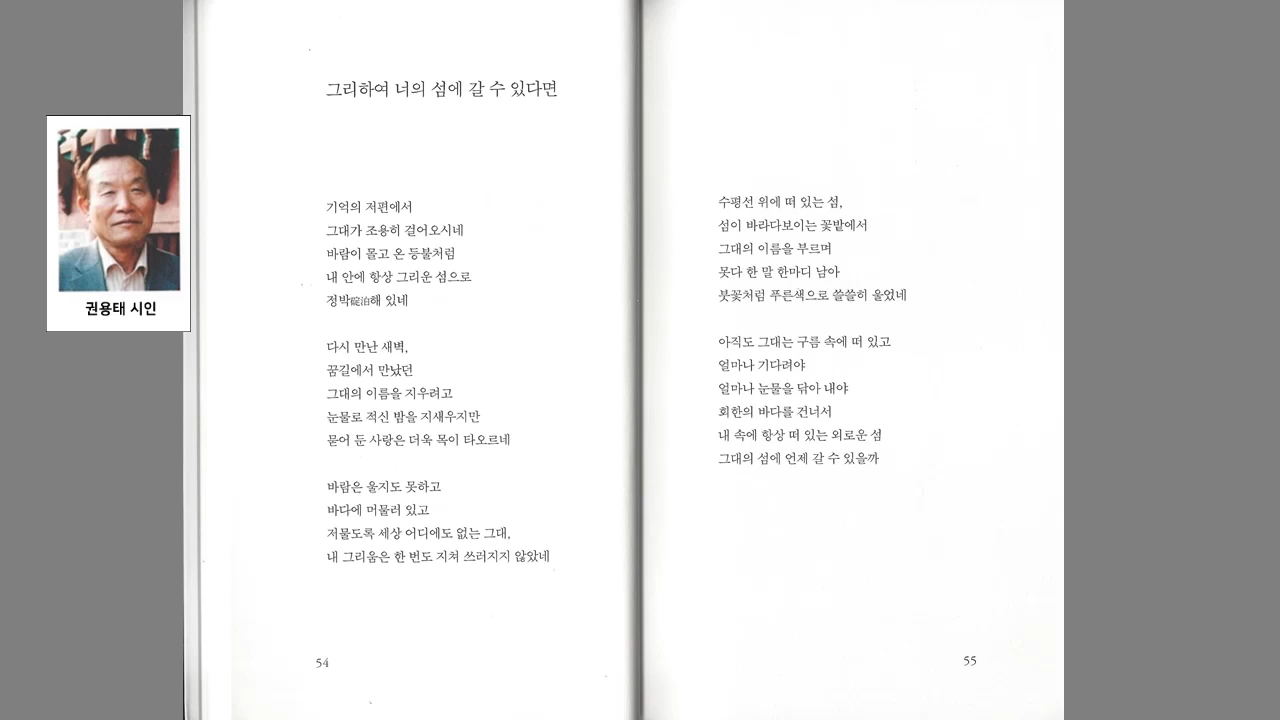 권용태 시인
그리하여 너의 섬에 갈 수 있다면
기억의 저편에서
그대가 조용히 걸어오시네
바람이 몰고 온 등불처럼
내 안에 항상 그리운 섬으로
정박碇泊해 있네
다시 만난 새벽,
꿈길에서 만났던
그대의 이름을 지우려고
눈물로 적신 밤을 지새우지만
묻어 둔 사랑은 더욱 목이 타오르네
바람은 울지도 못하고
바다에 머물러 있고
저물도록 세상 어디에도 없는 그대,
내 그리움은 한 번도 지쳐 쓰러지지 않았네
54
수평선 위에 떠 있는 섬,
섬이 바라다보이는 꽃밭에서
그대의 이름을 부르며
못다 한 말 한마디 남아
붓꽃처럼 푸른색으로 쓸쓸히 울었네
아직도 그대는 구름 속에 떠 있고
얼마나 기다려야
얼마나 눈물을 닦아 내야
회한의 바다를 건너서
내 속에 항상 떠 있는 외로운 섬
그대의 섬에 언제 갈 수 있을까
55